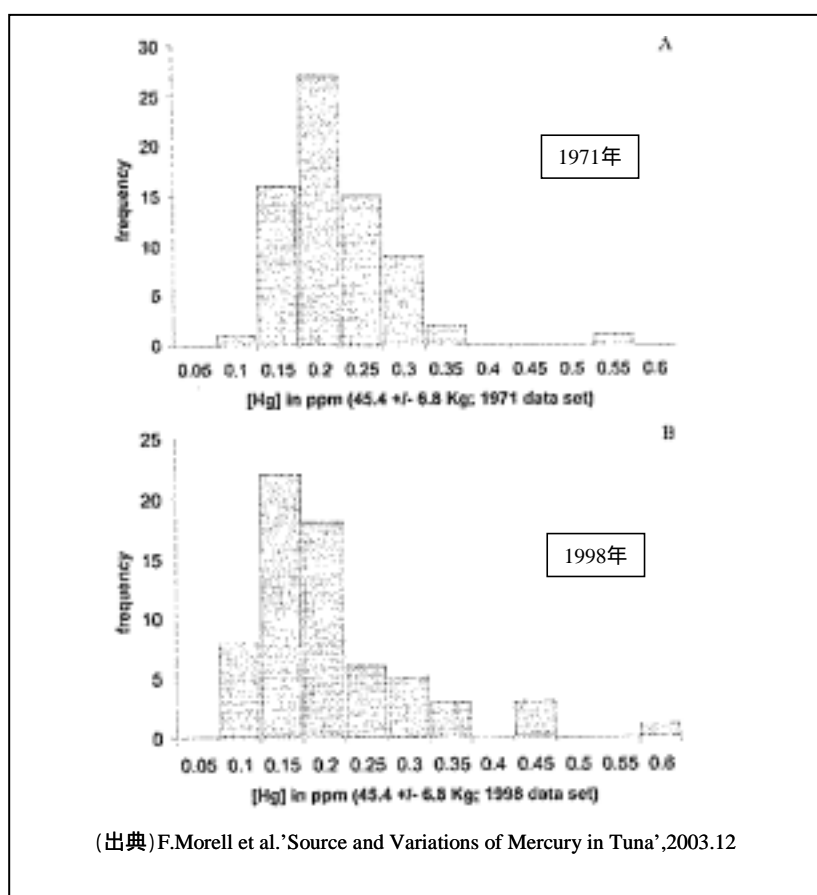 A
30
25
20
15
10
5
0
frequency
1971年
0.05 0.1 0.15 0.2 0.25 0.3 0.35 0.4 0.45 0.5 0.55 0.6
[Hg] in ppm (45.4 +/- 6.8 Kg; 1971 data set)
B
25
20
15
10
5
0
frequency
1998年
0.05 0.1 0.15 0.2 0.25 0.3 0.35 0.4 0.45 0.5 0.55 0.6
[Hg] in ppm (45.4 +/- 6.8 Kg; 1998 data set)
(出典)F.Morell et al.'Source and Variations of Mercury in Tuna',2003.12